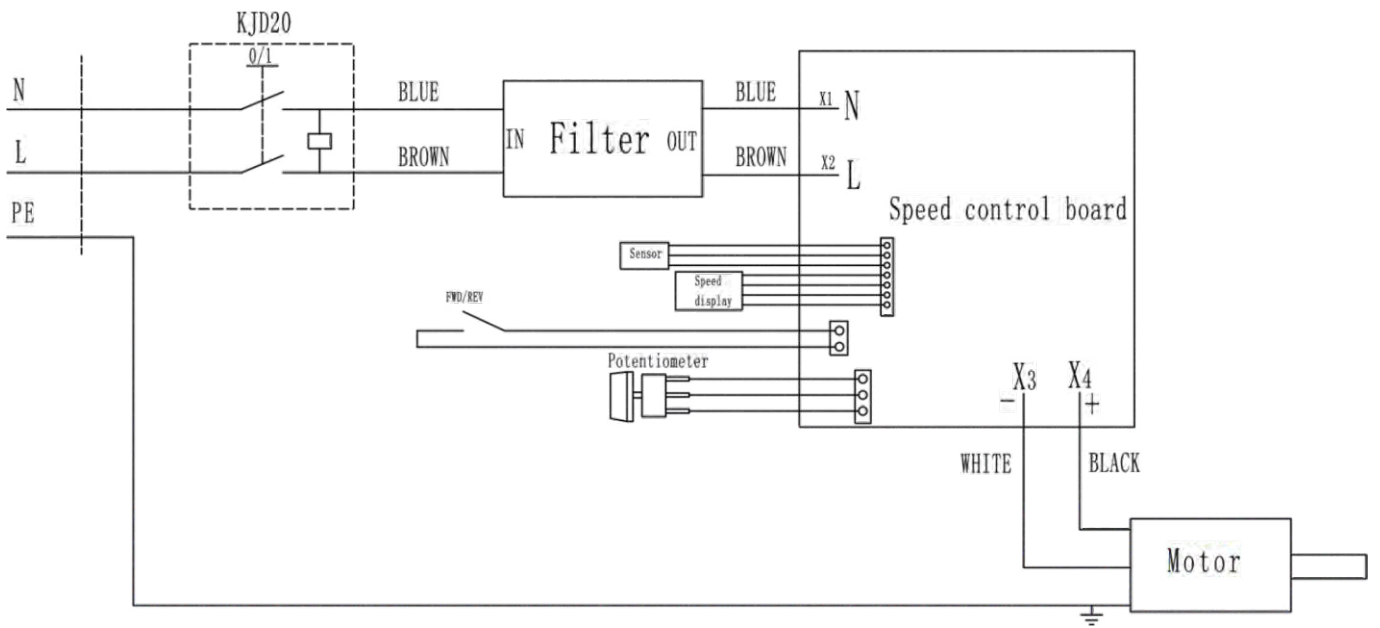 KJD20
0/1
N
BLUE
BLUE
X1 N
IN Filter OUT
L
BROWN
BROWN
X2 L
PE
Speed control board
Sensor
Speed
display
FWD/REV
Potentiometer
X3 X4
- +
WHITE
BLACK
Motor